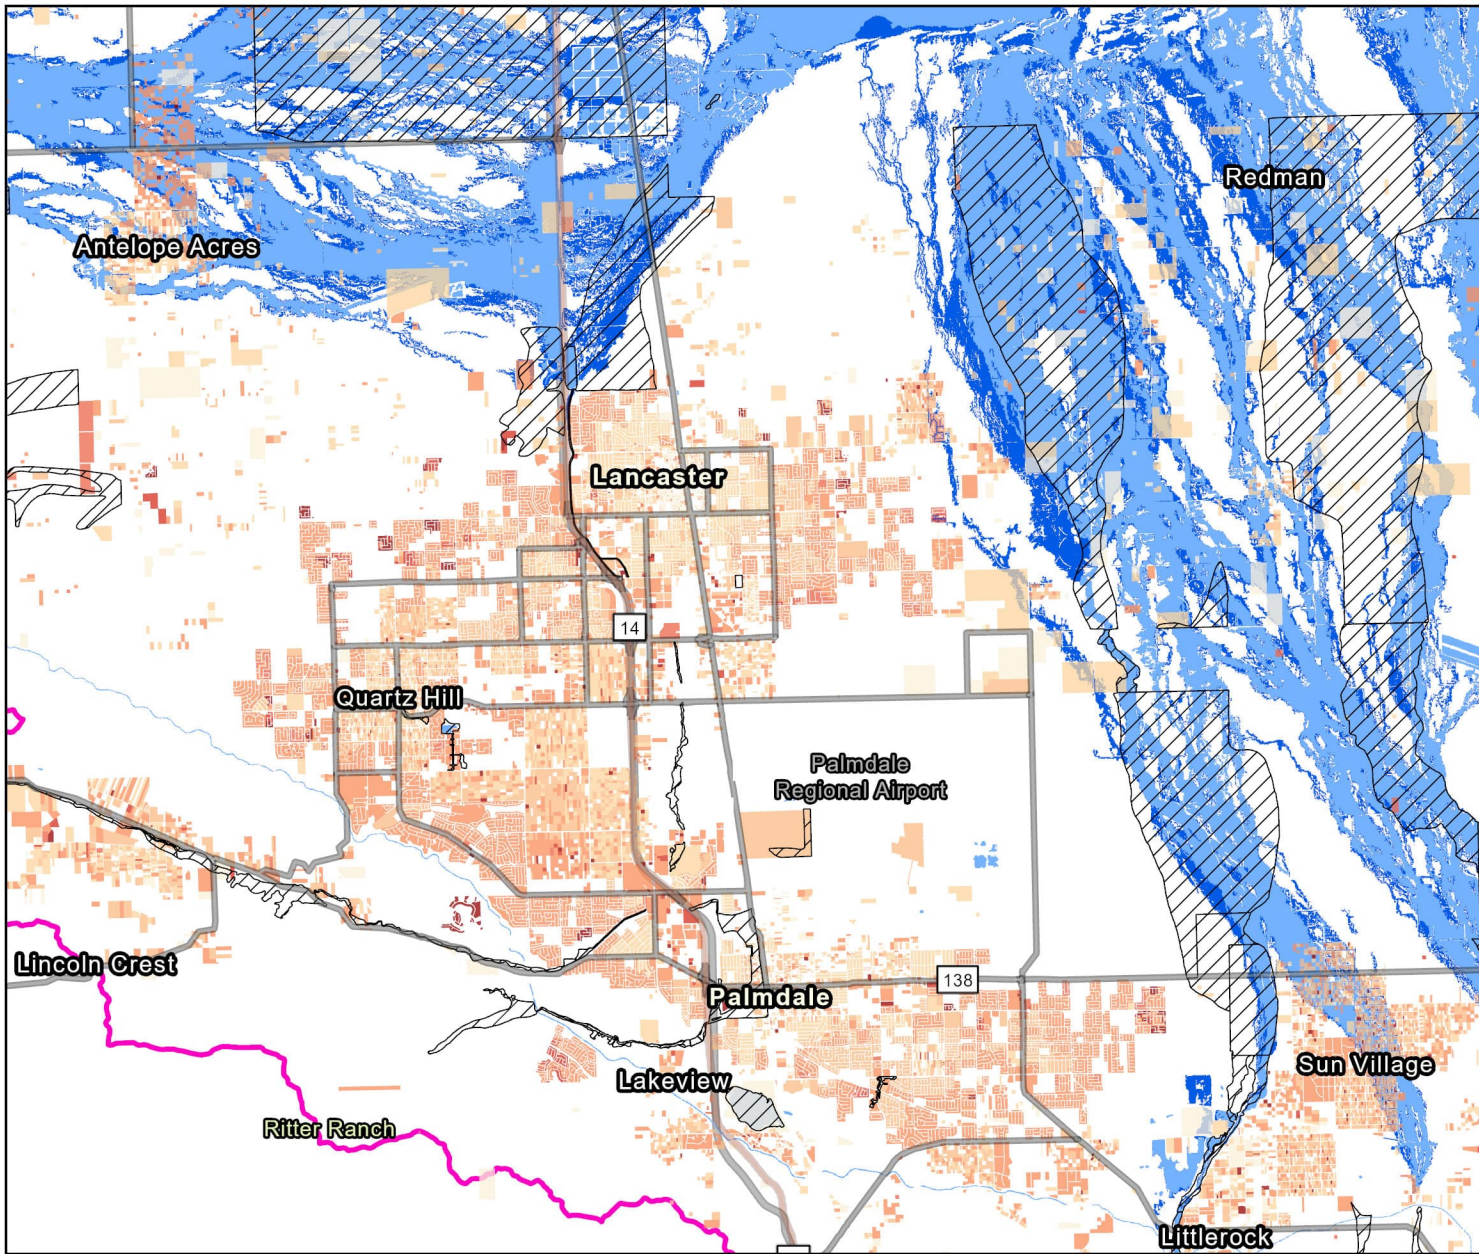 Redman
Antelope Acres
Lancaster
14
Quartz Hill
Palmdale
Regional Airport
Lincoln Crest
138
Palmdale
Sun Village
Lakeview
Ritter Ranch
Littlerock